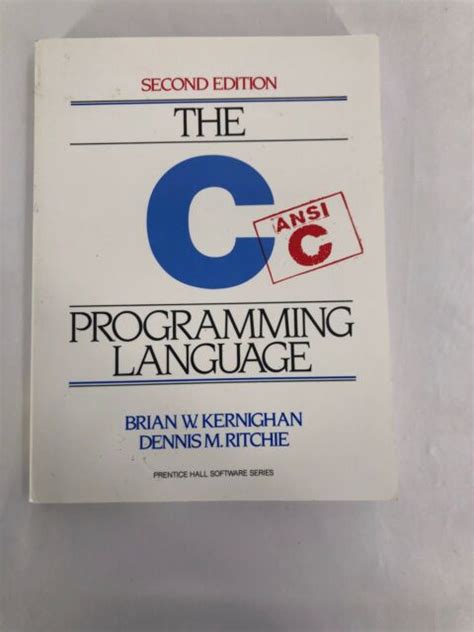 SECOND EDITION
THE
C
ANSI
C
PROGRAMMING
LANGUAGE
BRIAN W. KERNIGHAN
DENNIS M. RITCHIE
PRENTICE HALL SOFTWARE SERIES